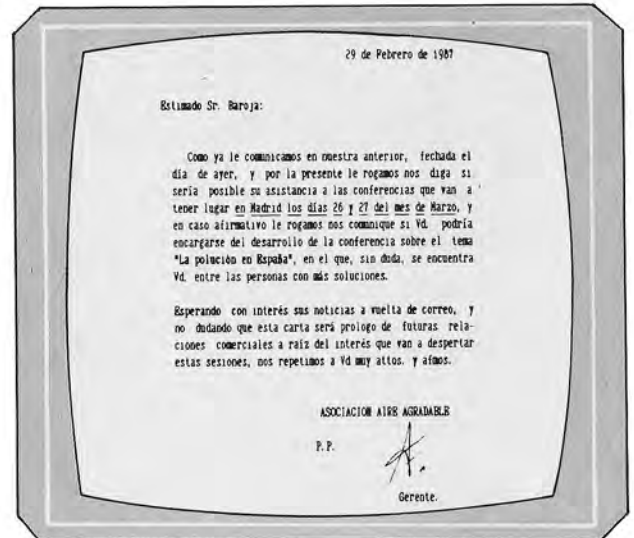 29 de Febrero de 1987
Estimado Sr. Baroja:
Como ya le comunicamos en nuestra anterior, fechada el
día de ayer, y por la presente le rogamos nos diga si
sería posible su asistancia a las conferencias que van a
tener lugar en Madrid los días 26 y 27 del mes de Marzo, y
en caso afirmativo le rogamos nos comunique si Vd. podría
encargarse del desarrollo de la conferencia sobre el tema
"La polución en España", en el que, sin duda, se encuentra
Vd. entre las personas con más soluciones.
Esperando con interés sus noticias a vuelta de correo, y
no dudando que esta carta será prologo de futuras rela-
ciones comerciales a raíz del interés que van a despertar
estas sesiones, nos repetimos a Vd muy attos. y afmos.
ASOCIACION AIRE AGRADABLE
P.P.
A.
Gerente.